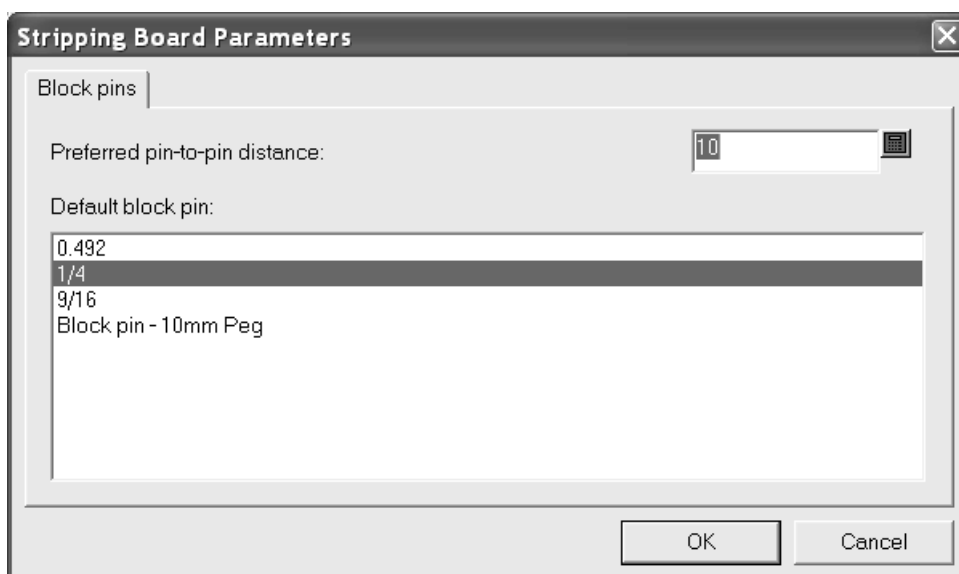 Stripping Board Parameters
Block pins
Preferred pin-to-pin distance: 10
Default block pin:
0.492
1/4
9/16
Block pin - 10mm Peg
OK Cancel